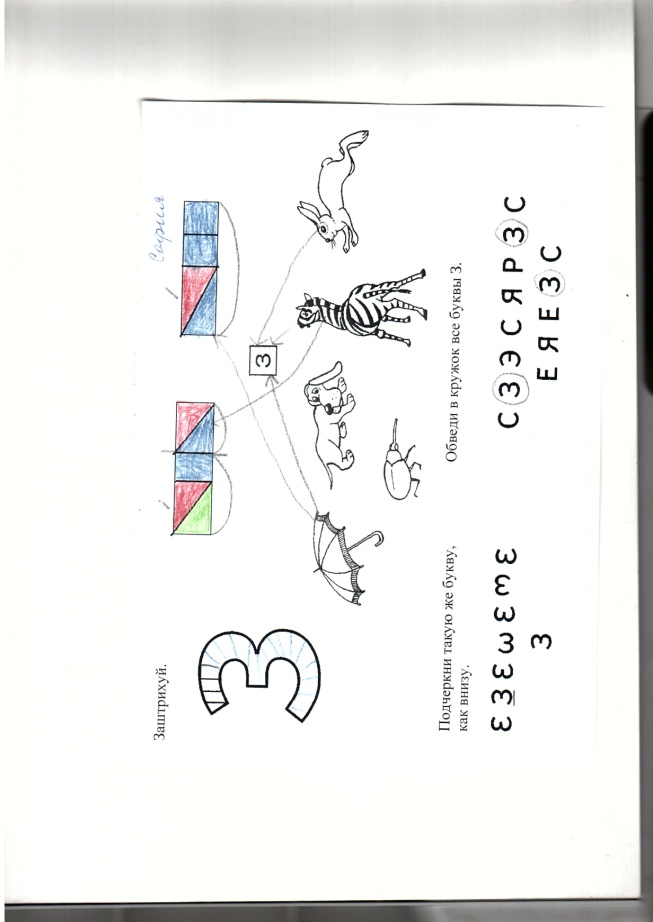 Заштрихуй.
З
З
Подчеркни такую же букву,
как внизу.
Ɛ З Ɛ ω Ɛ m Ɛ
З
Обведи в кружок все буквы З.
С З Э С Я Р З С
Е Я Е З С